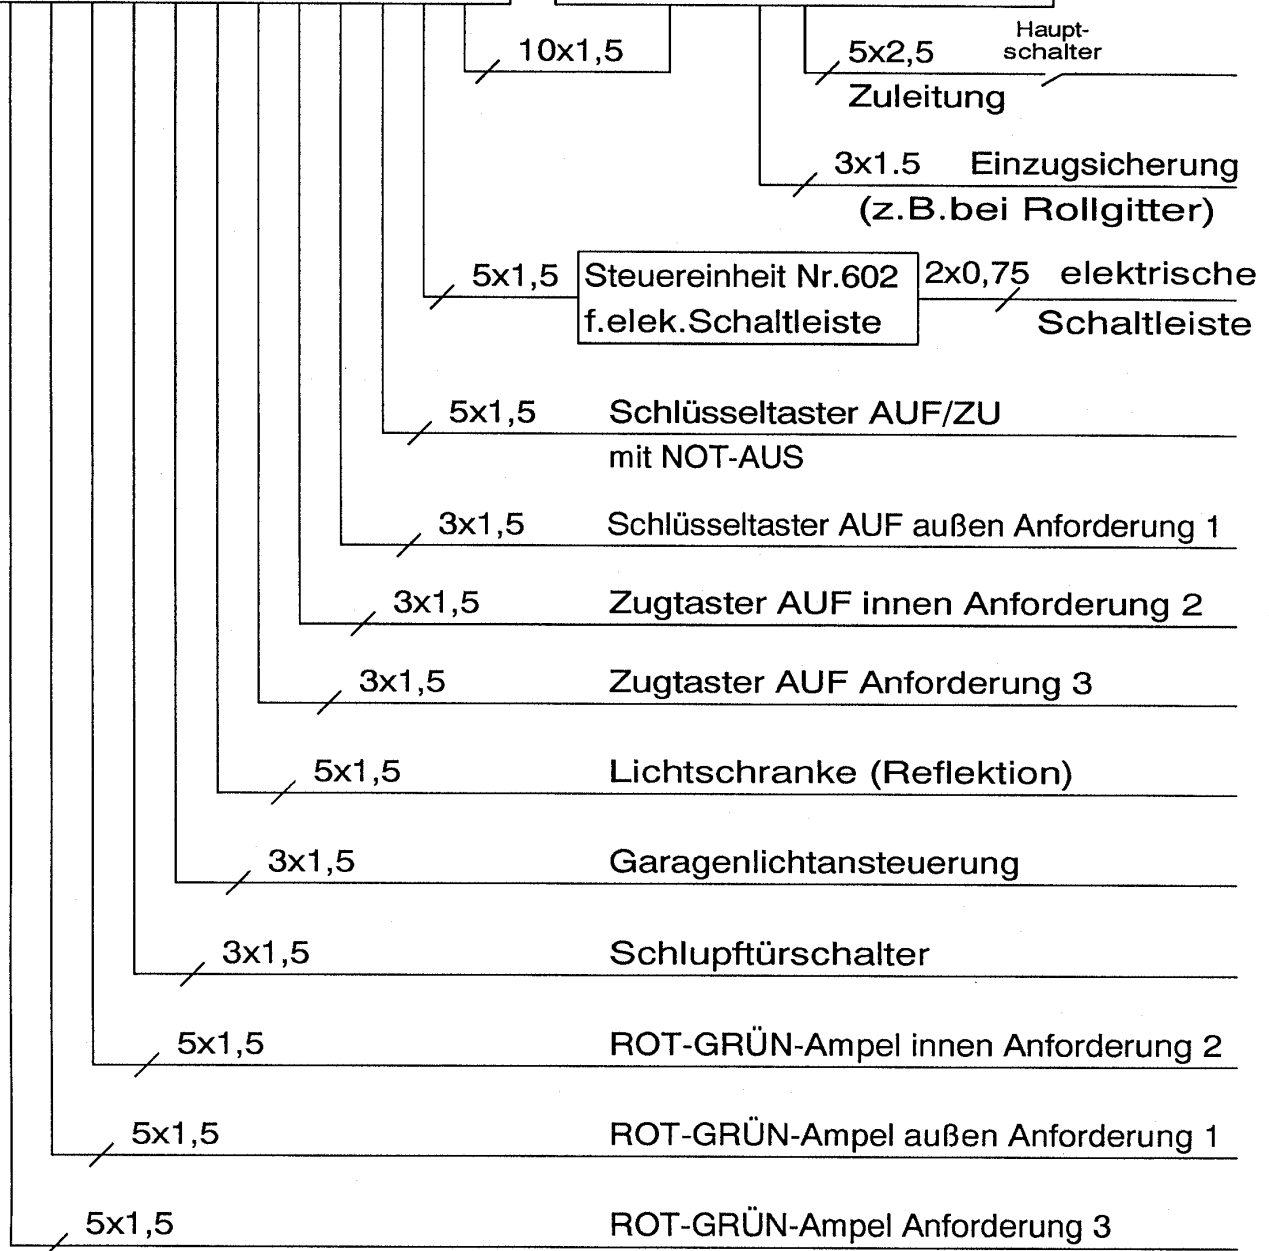 10x1,5
5x2,5
Haupt-
schalter
Zuleitung
3x1.5 Einzugsicherung
(z.B.bei Rollgitter)
5x1,5 Steuereinheit Nr.602 2x0,75 elektrische
f.elek.Schaltleiste Schaltleiste
5x1,5 Schlüsseltaster AUF/ZU
mit NOT-AUS
3x1,5 Schlüsseltaster AUF außen Anforderung 1
3x1,5 Zugtaster AUF innen Anforderung 2
3x1,5 Zugtaster AUF Anforderung 3
5x1,5 Lichtschranke (Reflektion)
3x1,5 Garagenlichtansteuerung
3x1,5 Schlupftürschalter
5x1,5 ROT-GRÜN-Ampel innen Anforderung 2
5x1,5 ROT-GRÜN-Ampel außen Anforderung 1
5x1,5 ROT-GRÜN-Ampel Anforderung 3